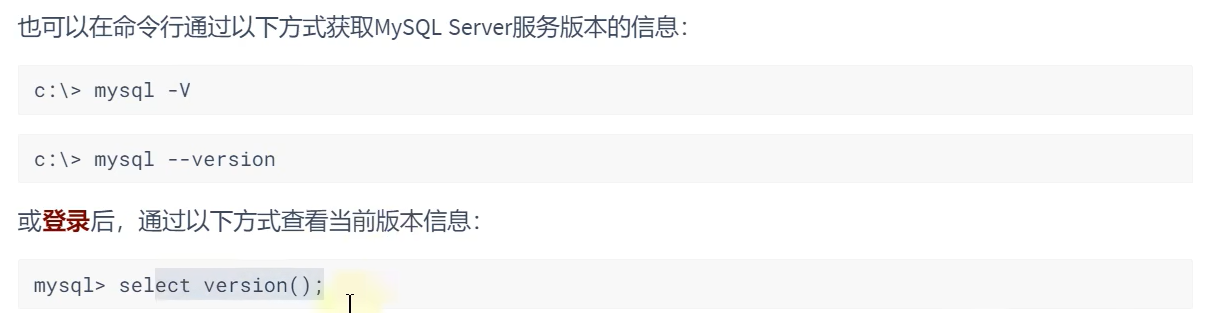 也可以在命令行通过以下方式获取MySQL Server服务版本的信息：
c:\> mysql -V
c:\> mysql --version
或登录后，通过以下方式查看当前版本信息：
mysql> select version();